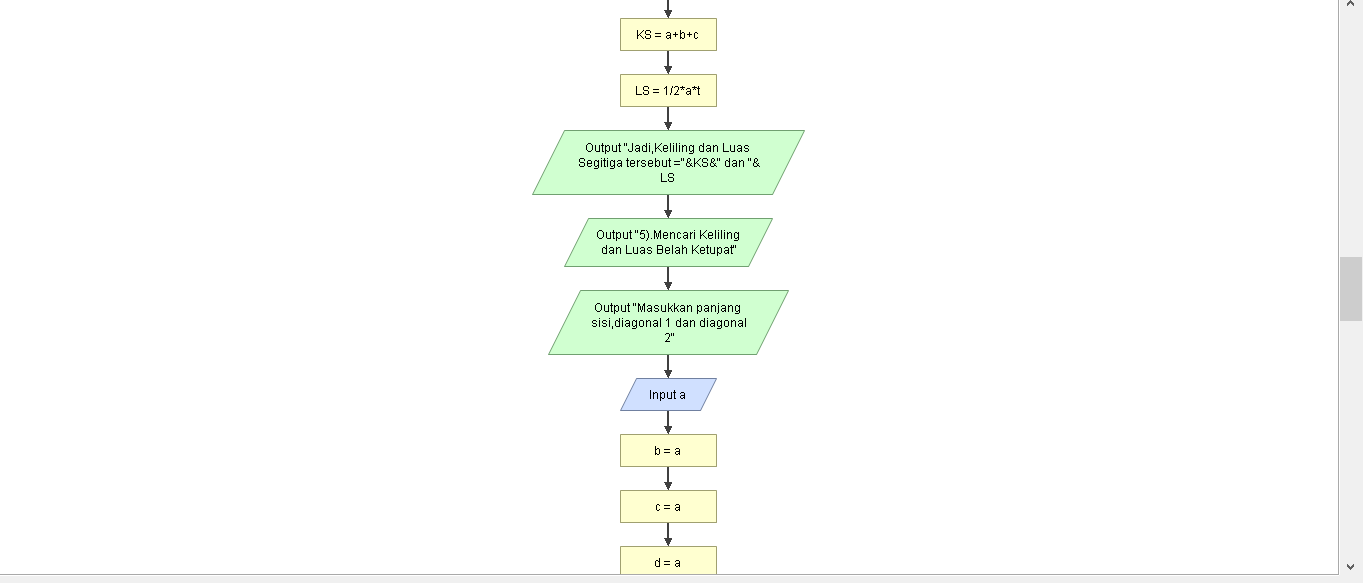 KS = a+b+c
LS = 1/2*a*t
Output "Jadi,Keliling dan Luas
Segitiga tersebut ="&KS&" dan "&
LS
Output "5).Mencari Keliling
dan Luas Belah Ketupat"
Output "Masukkan panjang
sisi,diagonal 1 dan diagonal
2"
Input a
b = a
c = a
d = a